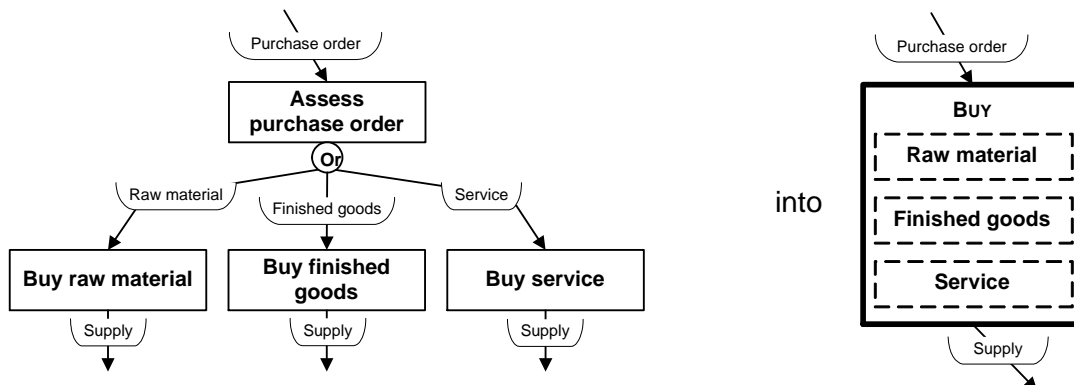 Purchase order
Assess
purchase order
Or
Raw material
Finished goods
Service
Buy raw material
Buy finished
goods
Buy service
Supply
Supply
Supply
into
Purchase order
BUY
Raw material
Finished goods
Service
Supply